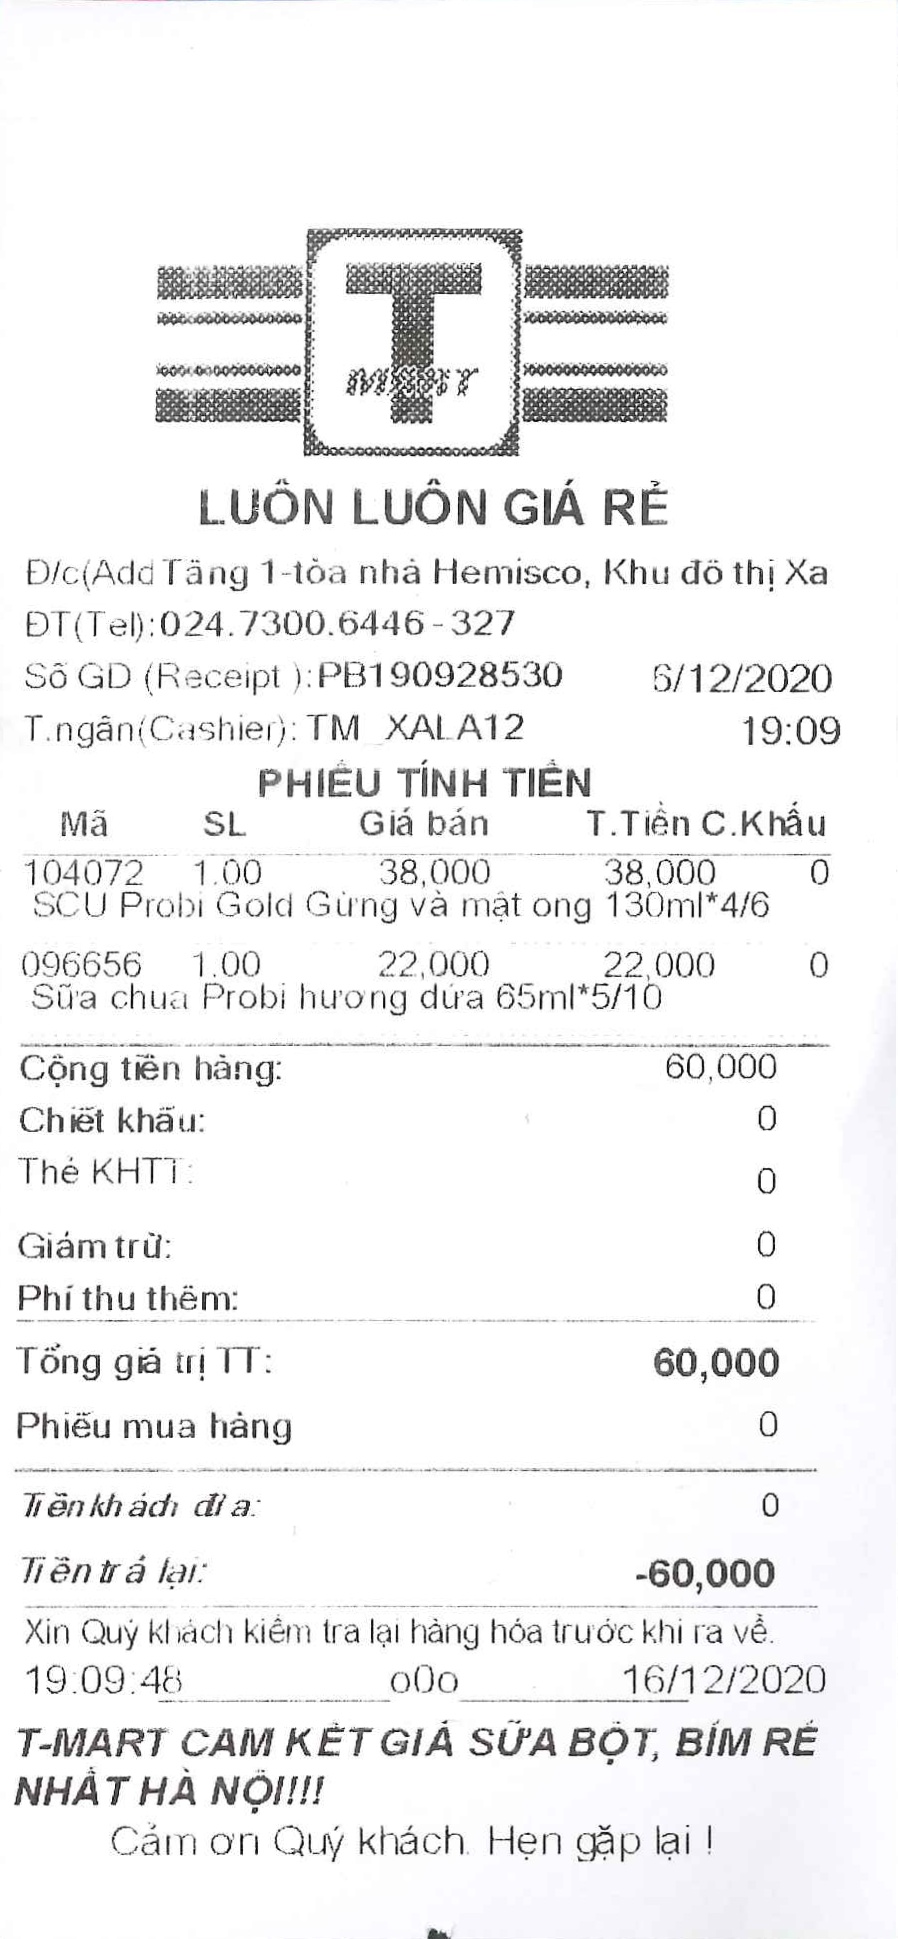 T
MART
LUÔN LUÔN GIÁ RẺ
Đ/c(Add Tầng 1-tòa nhà Hemisco, Khu đô thị Xa
ĐT(Tel):024.7300.6446-327
Số GD (Receipt ):PB190928530 6/12/2020
T.ngân(Cashier): TM_XALA12 19:09
PHIẾU TÍNH TIỀN
Mã SL Giá bán T.Tiền C.Khấu
104072 1.00 38,000 38,000 0
SCU Probi Gold Gừng và mật ong 130ml*4/6
096656 1.00 22,000 22,000 0
Sữa chua Probi hương dứa 65ml*5/10
Cộng tiền hàng: 60,000
Chiết khấu: 0
Thẻ KHTT: 0
Giảm trừ: 0
Phí thu thêm: 0
Tổng giá trị TT: 60,000
Phiếu mua hàng 0
Tiền khách đưa: 0
Tiền trả lại: -60,000
Xin Quý khách kiểm tra lại hàng hóa trước khi ra về.
19:09:48 o0o 16/12/2020
T-MART CAM KẾT GIÁ SỮA BỘT, BỈM RẺ
NHẤT HÀ NỘI!!!!
Cảm ơn Quý khách. Hẹn gặp lại !